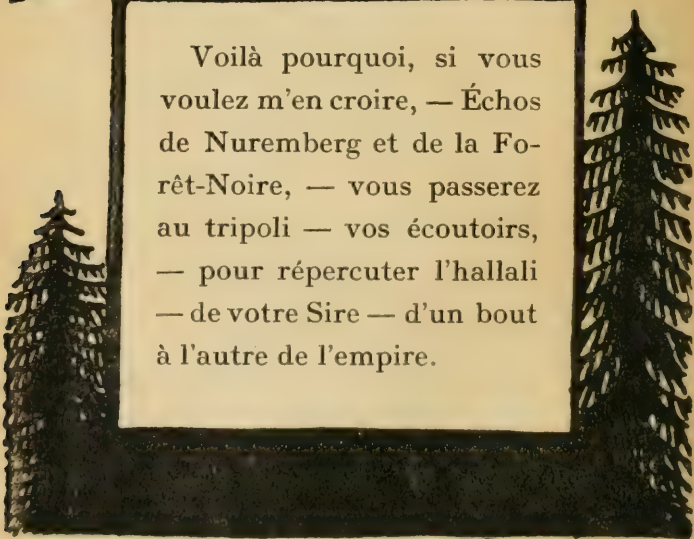 Voilà pourquoi, si vous
voulez m'en croire, — Échos
de Nuremberg et de la Fo-
rêt-Noire, — vous passerez
au tripoli — vos écoutoirs,
— pour répercuter l'hallali
— de votre Sire — d'un bout
à l'autre de l'empire.